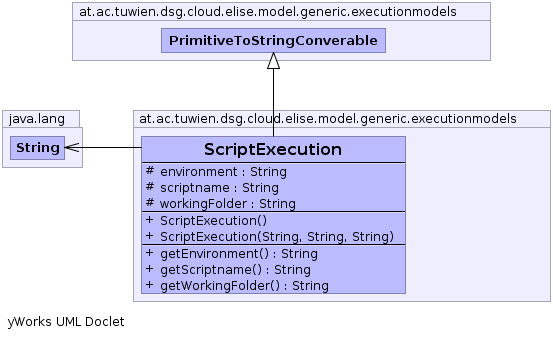 at.ac.tuwien.dsg.cloud.elise.model.generic.executionmodels
PrimitiveToStringConverable
java.lang
String
at.ac.tuwien.dsg.cloud.elise.model.generic.executionmodels
ScriptExecution
# environment : String
# scriptname : String
# workingFolder : String
+ ScriptExecution()
+ ScriptExecution(String, String, String)
+ getEnvironment() : String
+ getScriptname() : String
+ getWorkingFolder() : String
yWorks UML Doclet